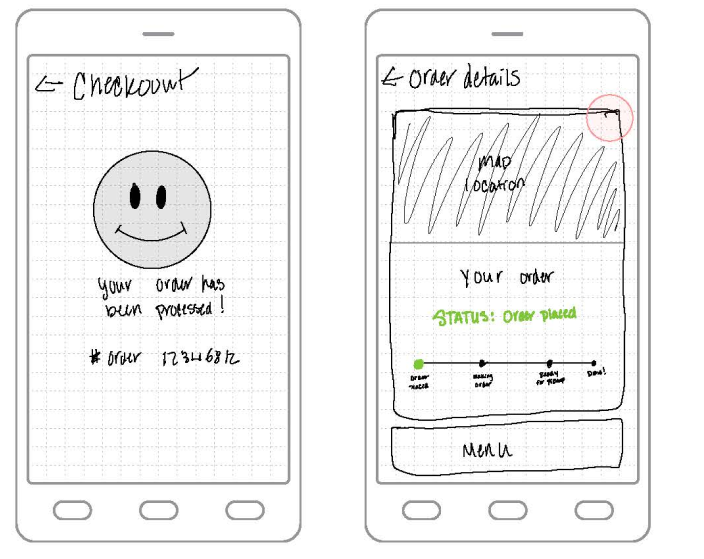 ← Checkout
Your order has
been processed!
# order 12346812
← Order details
Map
location
Your order
STATUS: Order placed
Order
Placed
Making
Order
Ready
for pickup
Done!
Menu